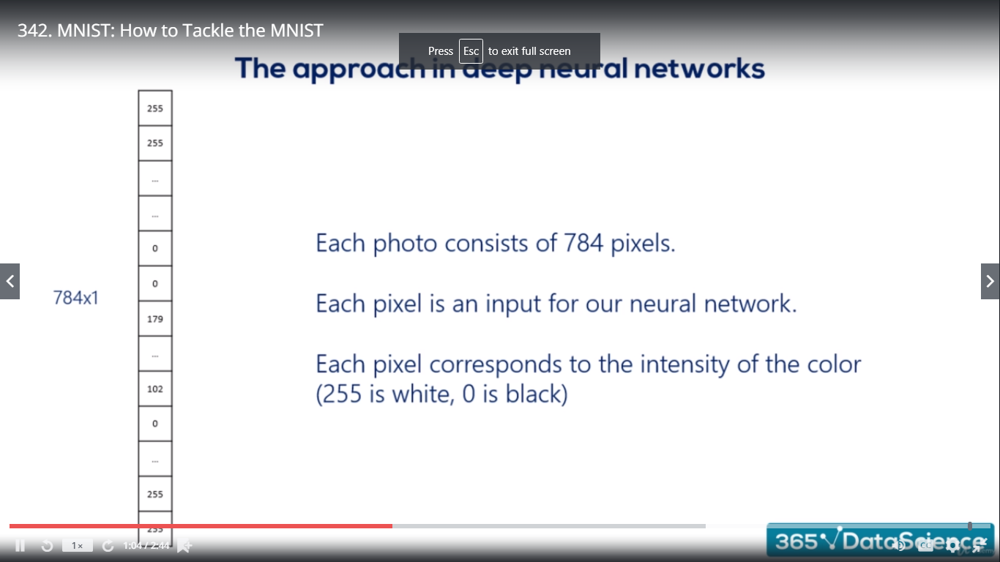 342. MNIST: How to Tackle the MNIST
Press Esc to exit full screen
The approach in deep neural networks
255
255
...
...
0
0
179
...
102
0
...
255
255
784x1
Each photo consists of 784 pixels.
Each pixel is an input for our neural network.
Each pixel corresponds to the intensity of the color
(255 is white, 0 is black)
1x
1:04 / 2:44
365 DataScience
CC